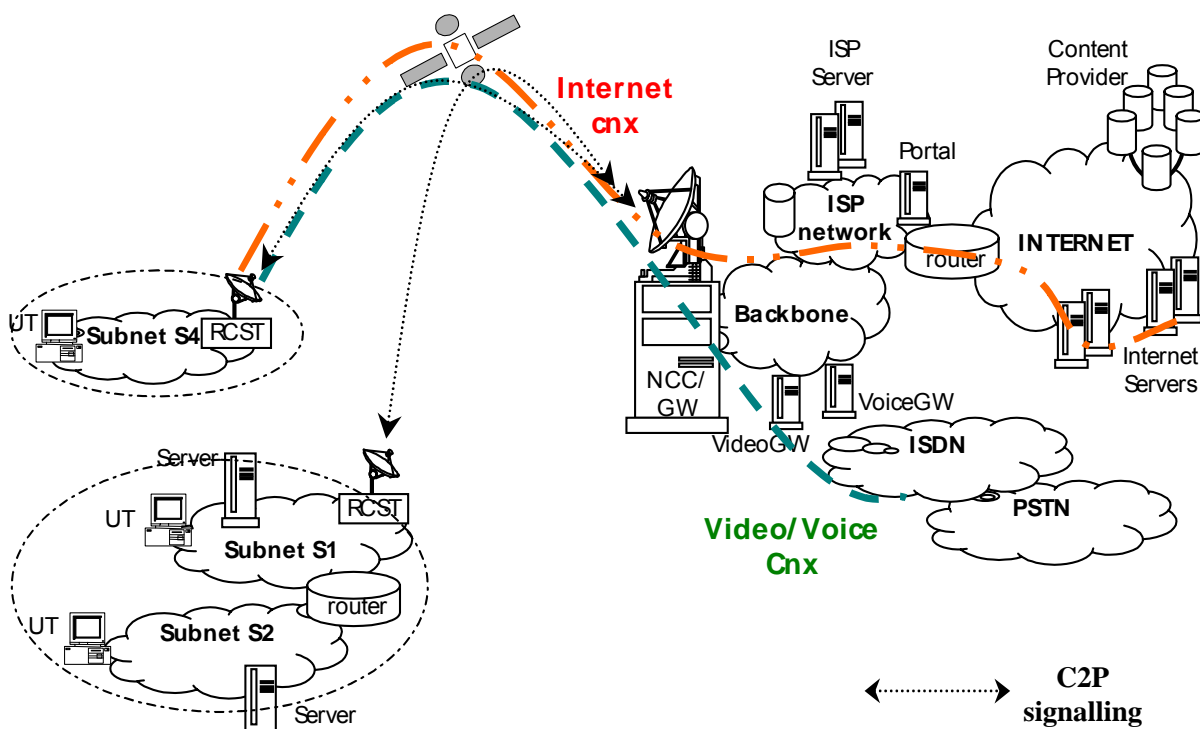 ISP
Server
Content
Provider
Internet
cnx
Portal
ISP
network
INTERNET
router
UT
Subnet S4
RCST
Backbone
Internet
Servers
NCC/
GW
VoiceGW
VideoGW
ISDN
Server
RCST
UT
PSTN
Subnet S1
Video/Voice
Cnx
router
UT
Subnet S2
Server
C2P
signalling